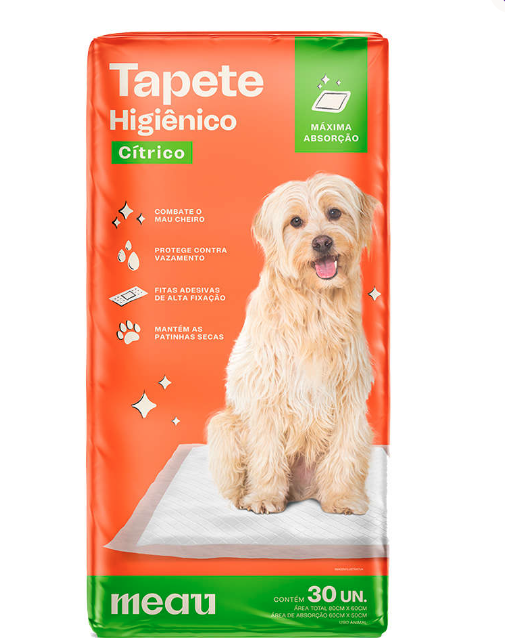 Tapete
Higiênico
Cítrico
MÁXIMA
ABSORÇÃO
COMBATE O
MAU CHEIRO
PROTEGE CONTRA
VAZAMENTO
FITAS ADESIVAS
DE ALTA FIXAÇÃO
MANTÉM AS
PATINHAS SECAS
meau
CONTÉM 30 UN.
ÁREA TOTAL 80CM X 60CM
ÁREA DE ABSORÇÃO 60CM X 50CM
USO ANIMAL